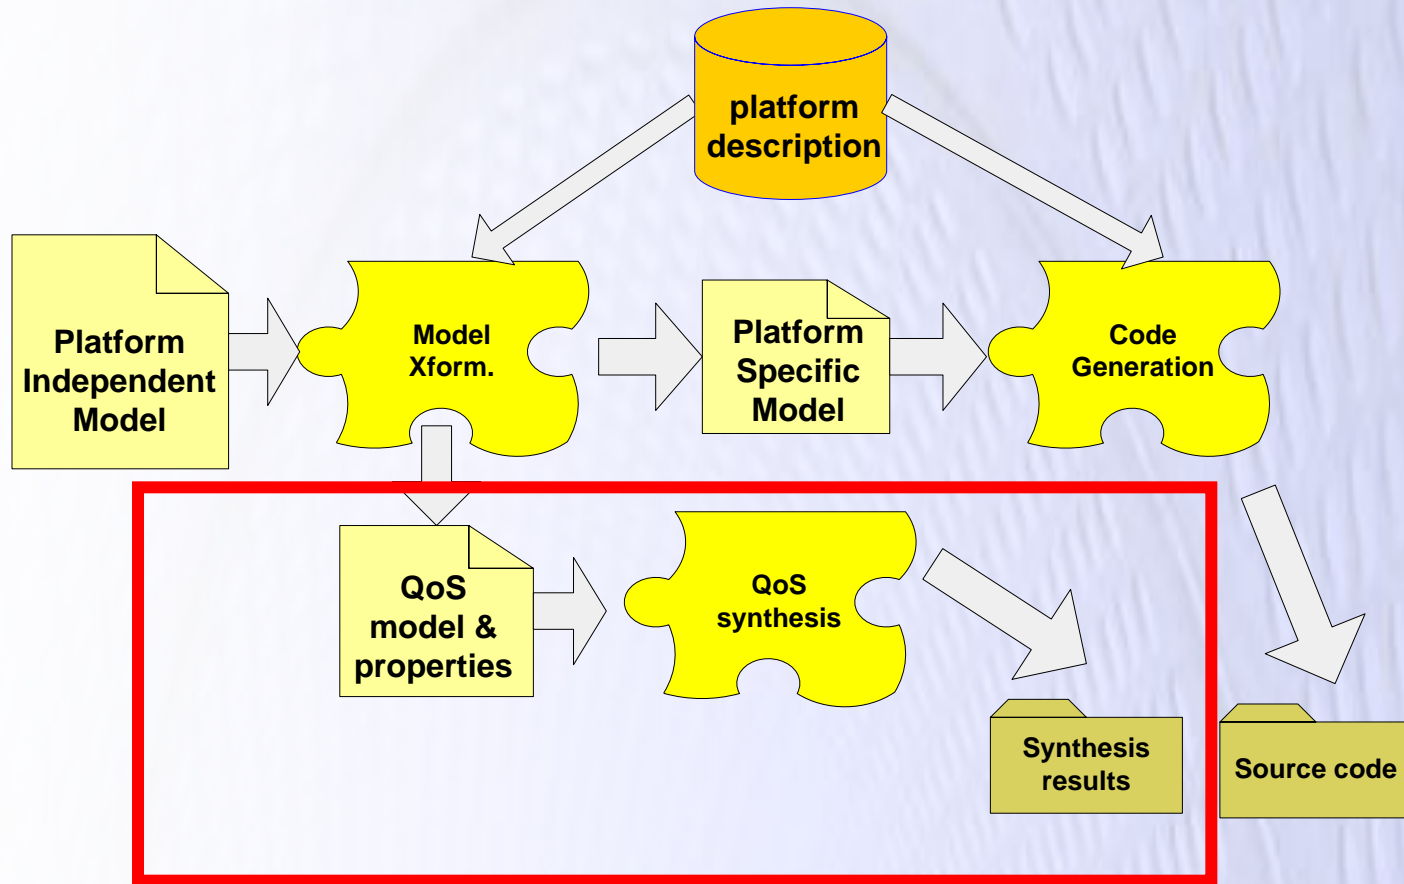 platform
description
Platform
Independent
Model
Model
Xform.
Platform
Specific
Model
Code
Generation
QoS
model &
properties
QoS
synthesis
Synthesis
results
Source code